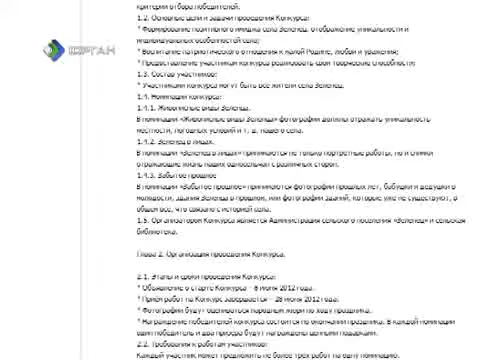 критерии отбора победителей.
1.2. Основные цели и задачи проведения Конкурса:
* Формирование позитивного имиджа села Зеленец, отображение уникальности и
индивидуальных особенностей села;
* Воспитание патриотического отношения к малой Родине, любви и уважения;
* Предоставление участникам конкурса реализовать свои творческие способности;
1.3. Состав участников:
* Участниками конкурса могут быть все жители села Зеленец.
1.4. Номинации конкурса:
1.4.1. Живописные виды Зеленца.
В номинации «Живописные виды Зеленца» фотографии должны отражать уникальность
местности, погодных условий и т. д. нашего села.
1.4.2. Зеленец в лицах.
В номинации «Зеленец в лицах» принимаются не только портретные работы, но и снимки
отражающие жизнь наших односельчан с различных сторон.
1.4.3. Забытое прошлое
В номинации «Забытое прошлое» принимаются фотографии прошлых лет, бабушки и дедушки в
молодости, здания Зеленца в прошлом, или фотографии зданий, которые уже не существуют, в
общем все, что связано с историей села.
1.5. Организатором Конкурса является Администрация сельского поселения «Зеленец» и сельская
библиотека.
Глава 2. Организация проведения Конкурса.
2.1. Этапы и сроки проведения Конкурса:
* Объявление о старте Конкурса – 6 июня 2012 года.
* Приём работ на Конкурс завершается – 28 июня 2012 года.
* Фотографии будут оцениваться народным жюри по ходу праздника.
* Награждение победителей конкурса состоится по окончании праздника. В каждой номинации
один победитель и два призера будут награждены ценными подарками.
2.2. Требования к работам участников:
Каждый участник может предложить не более трех работ на одну номинацию.
ЮРГАН